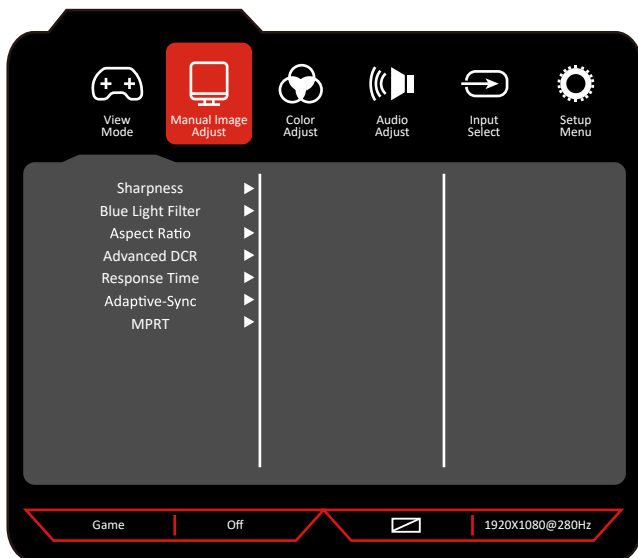 View
Mode
Manual Image
Adjust
Color
Adjust
Audio
Adjust
Input
Select
Setup
Menu
Sharpness
Blue Light Filter
Aspect Ratio
Advanced DCR
Response Time
Adaptive-Sync
MPRT
Game Off 1920X1080@280Hz